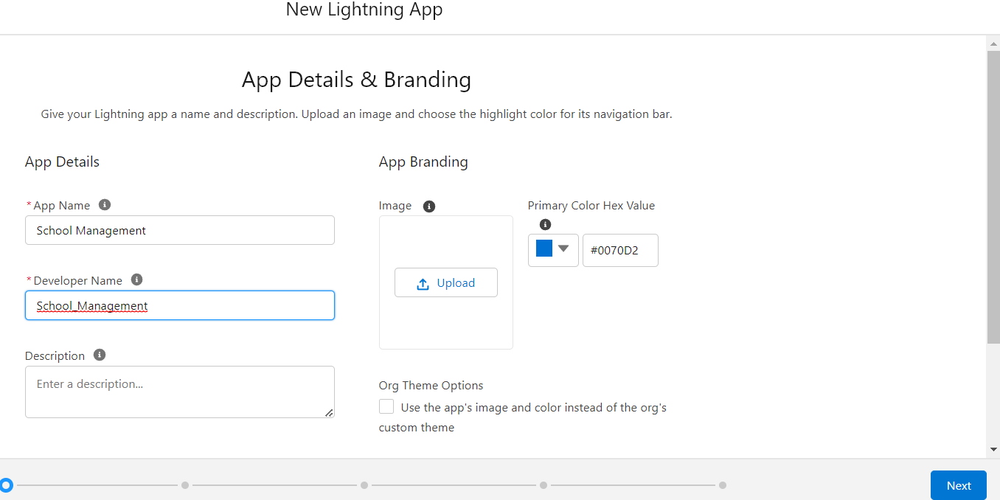 New Lightning App
App Details & Branding
Give your Lightning app a name and description. Upload an image and choose the highlight color for its navigation bar.
App Details
App Branding
*App Name
School Management
*Developer Name
School_Management
Description
Enter a description...
Image
Upload
Primary Color Hex Value
#0070D2
Org Theme Options
Use the app's image and color instead of the org's
custom theme
Next